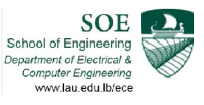 SOE
School of Engineering
Department of Electrical &
Computer Engineering
www.lau.edu.lb/ece